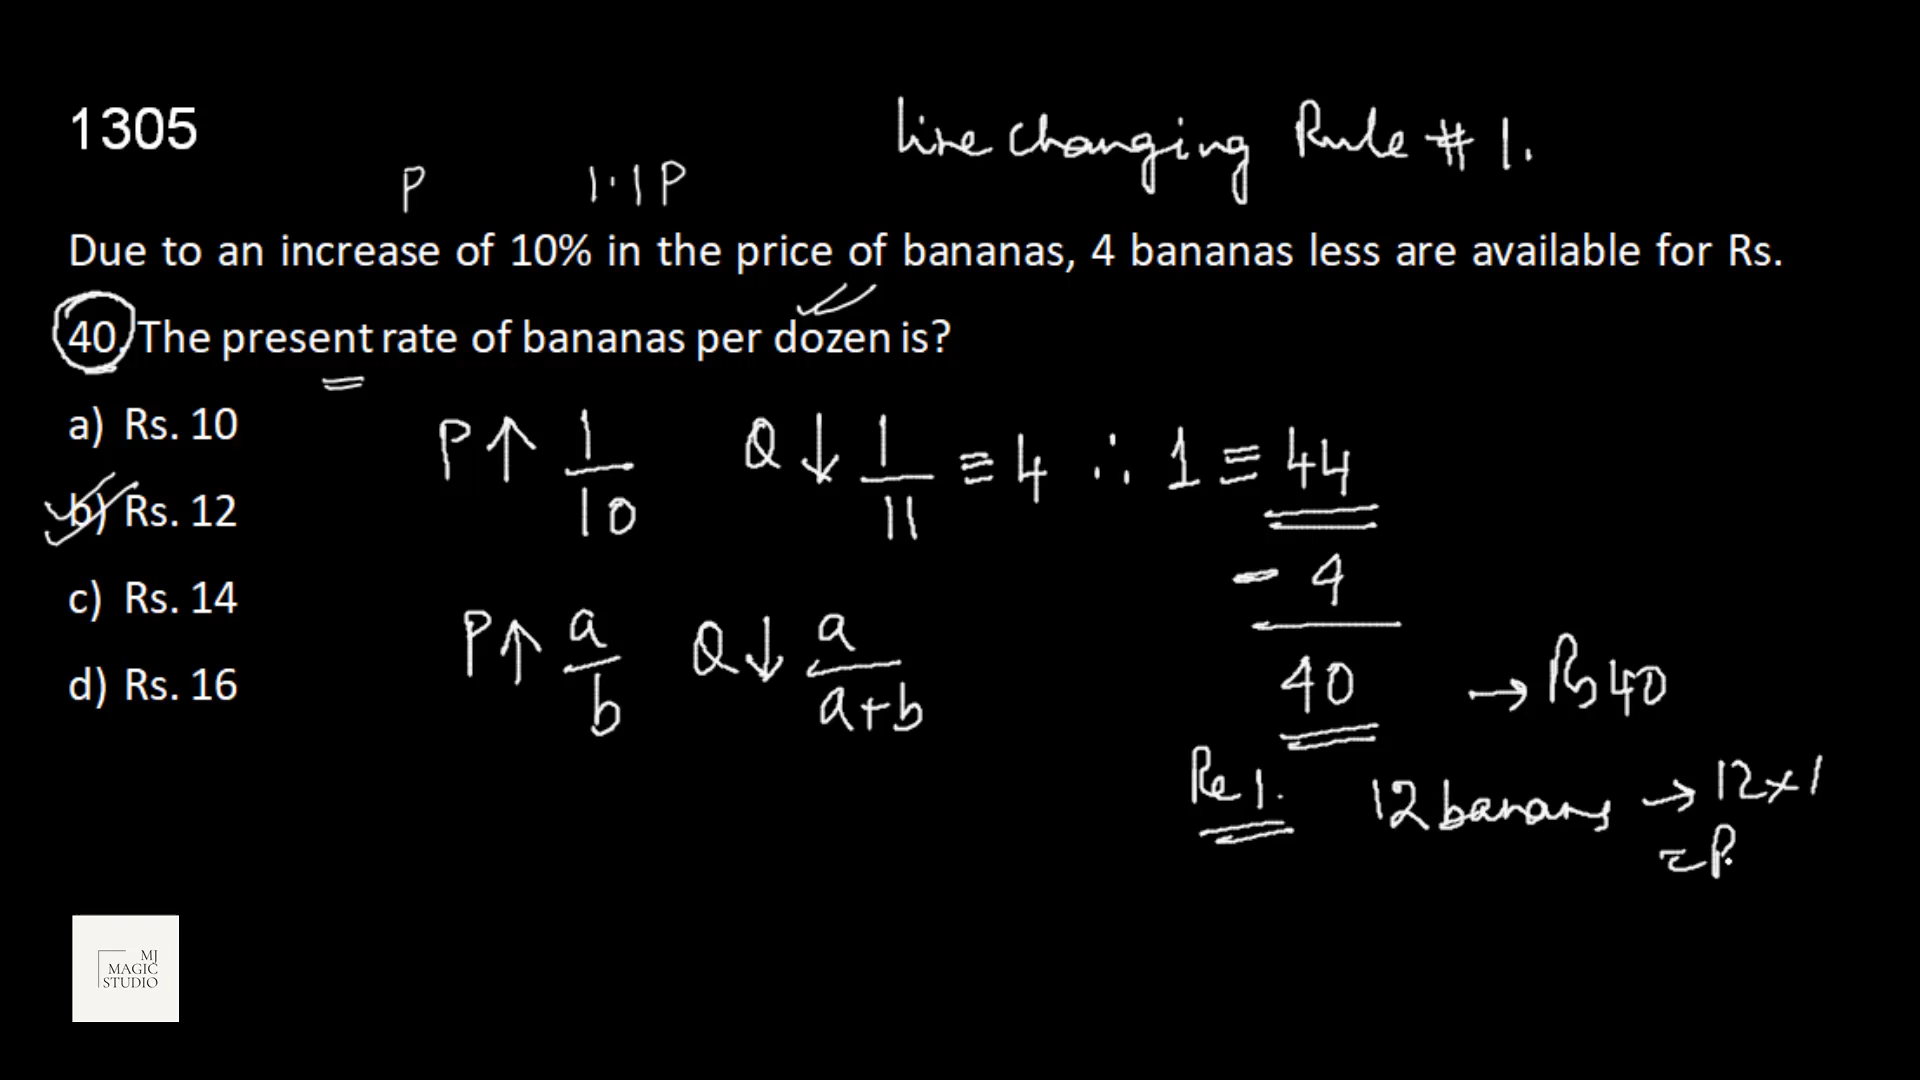 1305
Life changing Rule # 1.
P 1.1P
Due to an increase of 10% in the price of bananas, 4 bananas less are available for Rs.
40. The present rate of bananas per dozen is?
a) Rs. 10
b) Rs. 12
c) Rs. 14
d) Rs. 16
P↑ 1/10 Q↓ 1/11 ≡ 4 ∴ 1 ≡ 44
- 4
40 → Rs 40
P↑ a/b Q↓ a/a+b
Re 1. 12 bananas → 12 x 1
= R
MJ
MAGIC
STUDIO